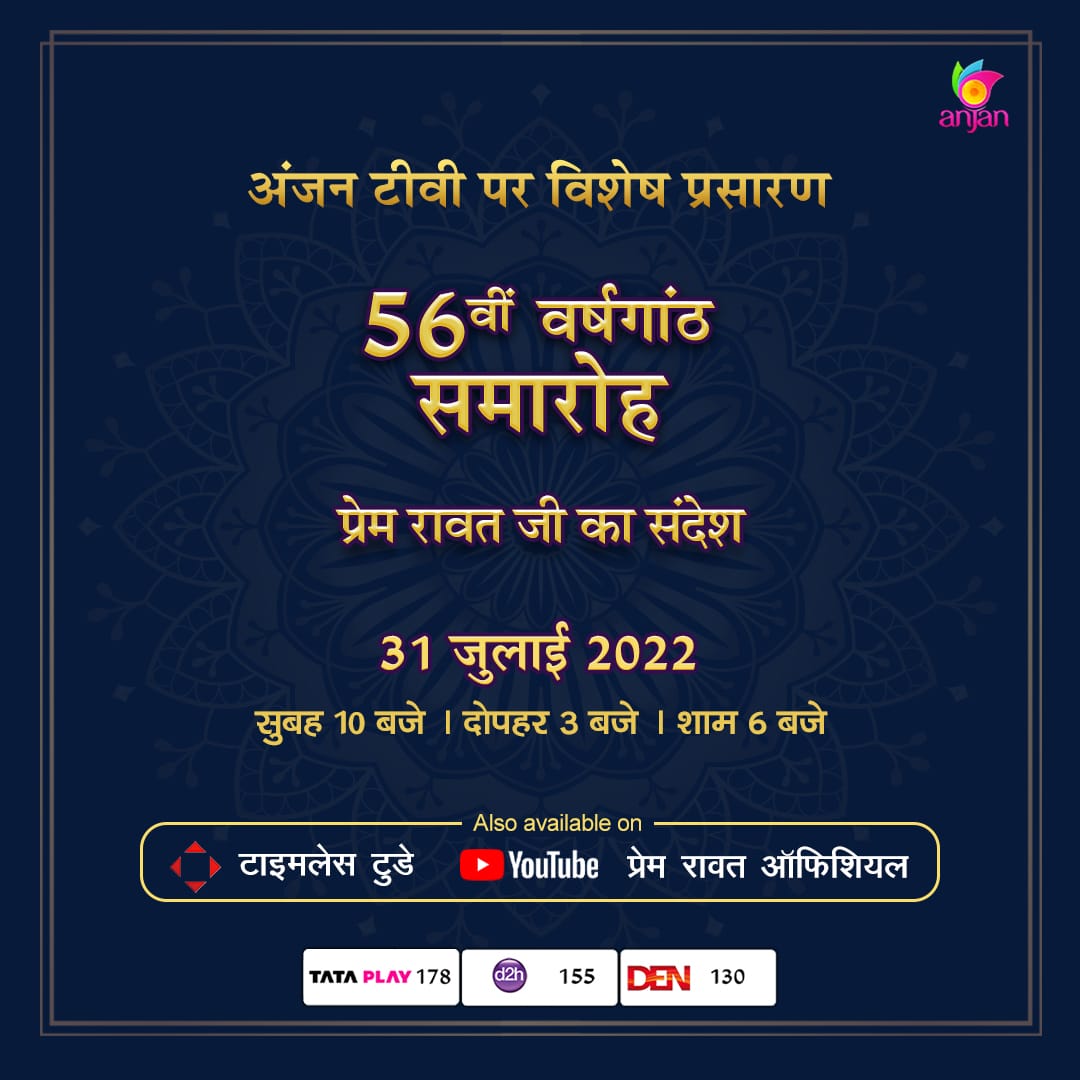 anjan
अंजन टीवी पर विशेष प्रसारण
56वीं वर्षगांठ
समारोह
प्रेम रावत जी का संदेश
31 जुलाई 2022
सुबह 10 बजे । दोपहर 3 बजे । शाम 6 बजे
Also available on
टाइमलेस टुडे YouTube प्रेम रावत ऑफिशियल
TATA PLAY 178 d2h 155 DEN 130